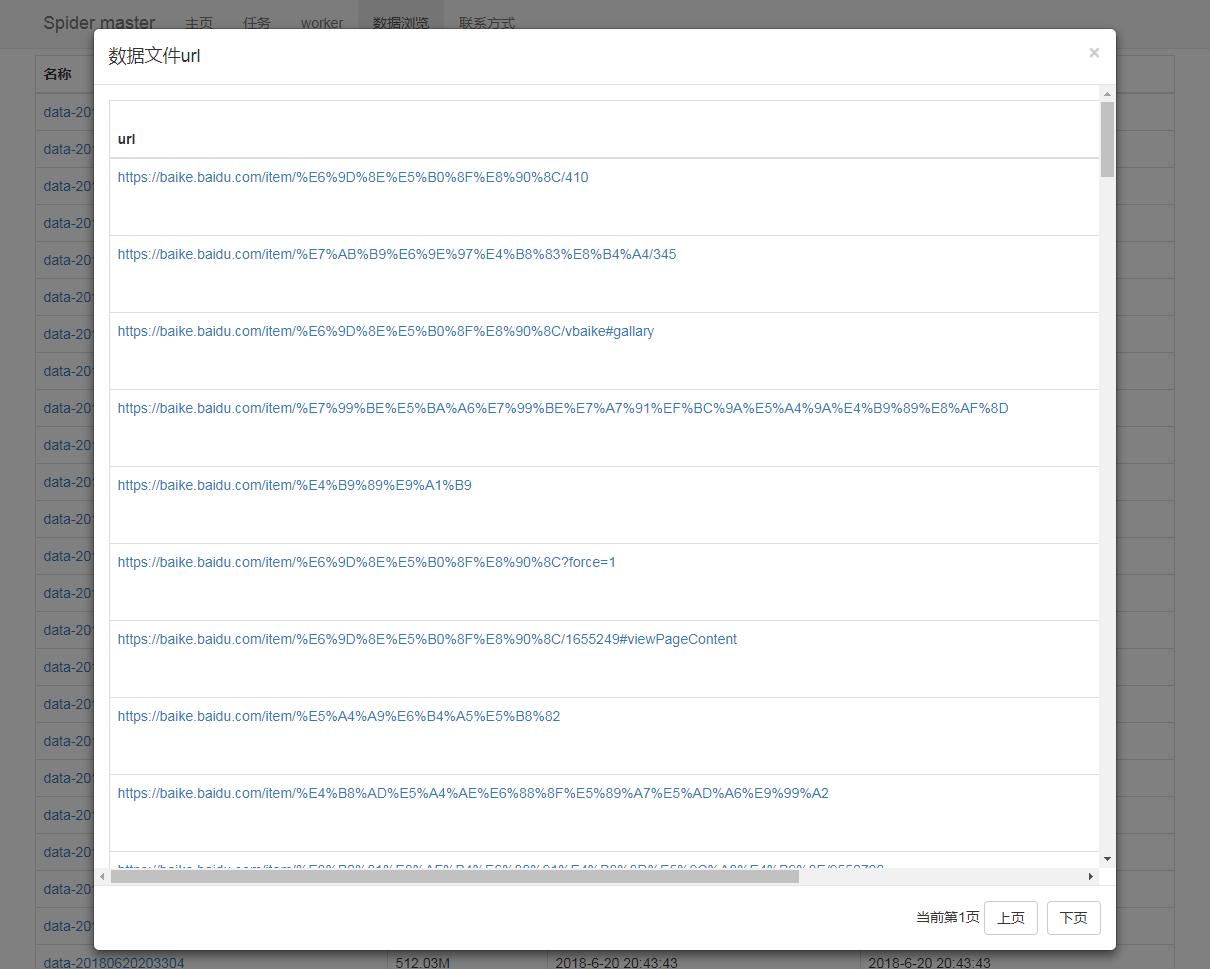 Spider master 主页 任务 worker 数据浏览 联系方式
数据文件url ×
名称
url
https://baike.baidu.com/item/%E6%9D%8E%E5%B0%8F%E8%90%8C/410
https://baike.baidu.com/item/%E7%AB%B9%E6%9E%97%E4%B8%83%E8%B4%A4/345
https://baike.baidu.com/item/%E6%9D%8E%E5%B0%8F%E8%90%8C/vbaike#gallary
https://baike.baidu.com/item/%E7%99%BE%E5%BA%A6%E7%99%BE%E7%A7%91%EF%BC%9A%E5%A4%9A%E4%B9%89%E8%AF%8D
https://baike.baidu.com/item/%E4%B9%89%E9%A1%B9
https://baike.baidu.com/item/%E6%9D%8E%E5%B0%8F%E8%90%8C?force=1
https://baike.baidu.com/item/%E6%9D%8E%E5%B0%8F%E8%90%8C/1655249#viewPageContent
https://baike.baidu.com/item/%E5%A4%A9%E6%B4%A5%E5%B8%82
https://baike.baidu.com/item/%E4%B8%AD%E5%A4%AE%E6%88%8F%E5%89%A7%E5%AD%A6%E9%99%A2
当前第1页 上页 下页
data-20180620203304 512.03M 2018-6-20 20:43:43 2018-6-20 20:43:43